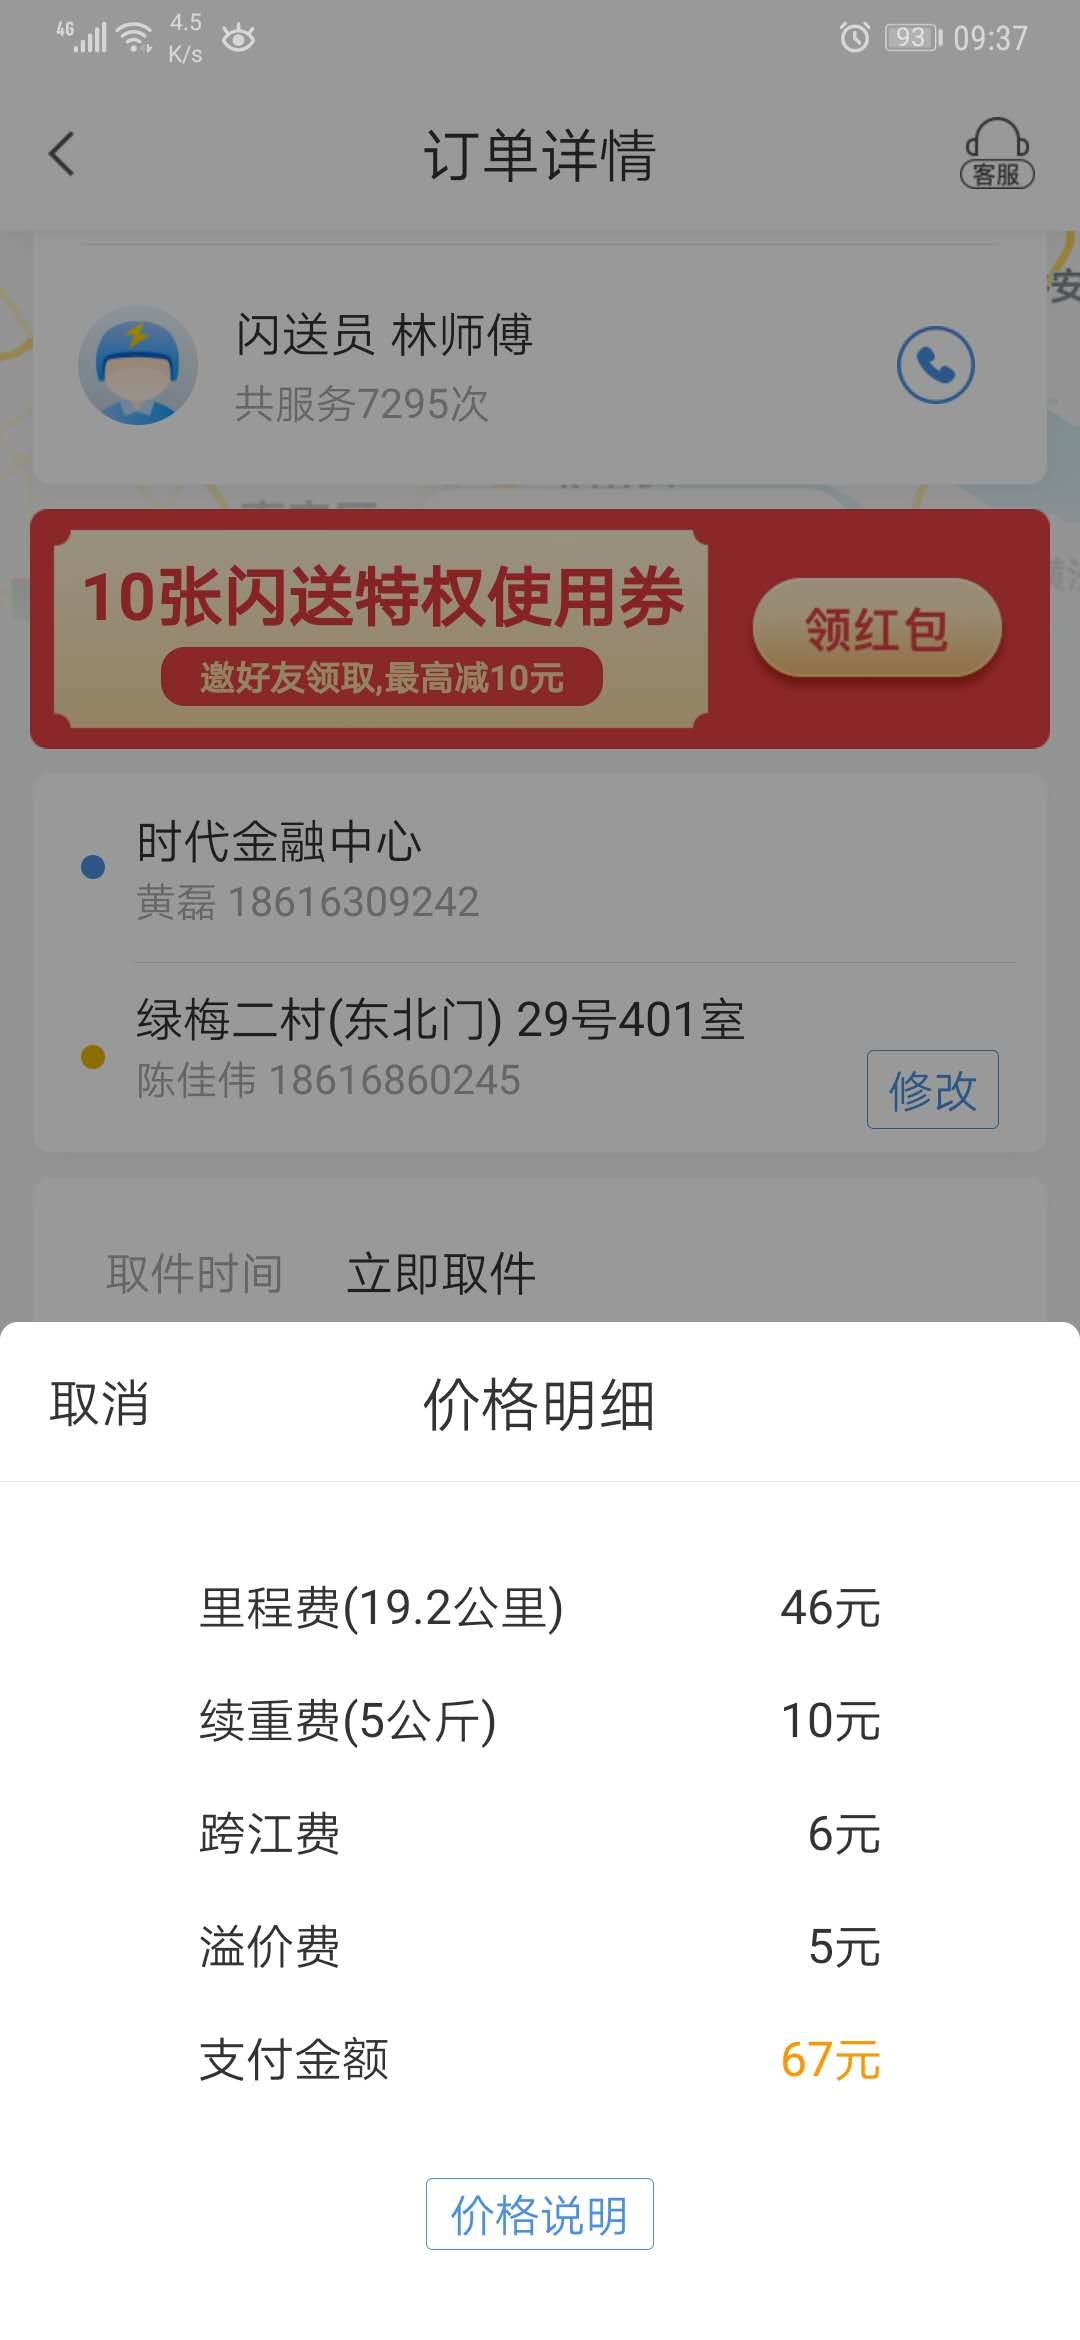 4G 4.5 K/s 93 09:37
订单详情
客服
闪送员 林师傅
共服务7295次
10张闪送特权使用券
邀好友领取,最高减10元
领红包
时代金融中心
黄磊 18616309242
绿梅二村(东北门) 29号401室
陈佳伟 18616860245
修改
取件时间 立即取件
取消 价格明细
里程费(19.2公里) 46元
续重费(5公斤) 10元
跨江费 6元
溢价费 5元
支付金额 67元
价格说明